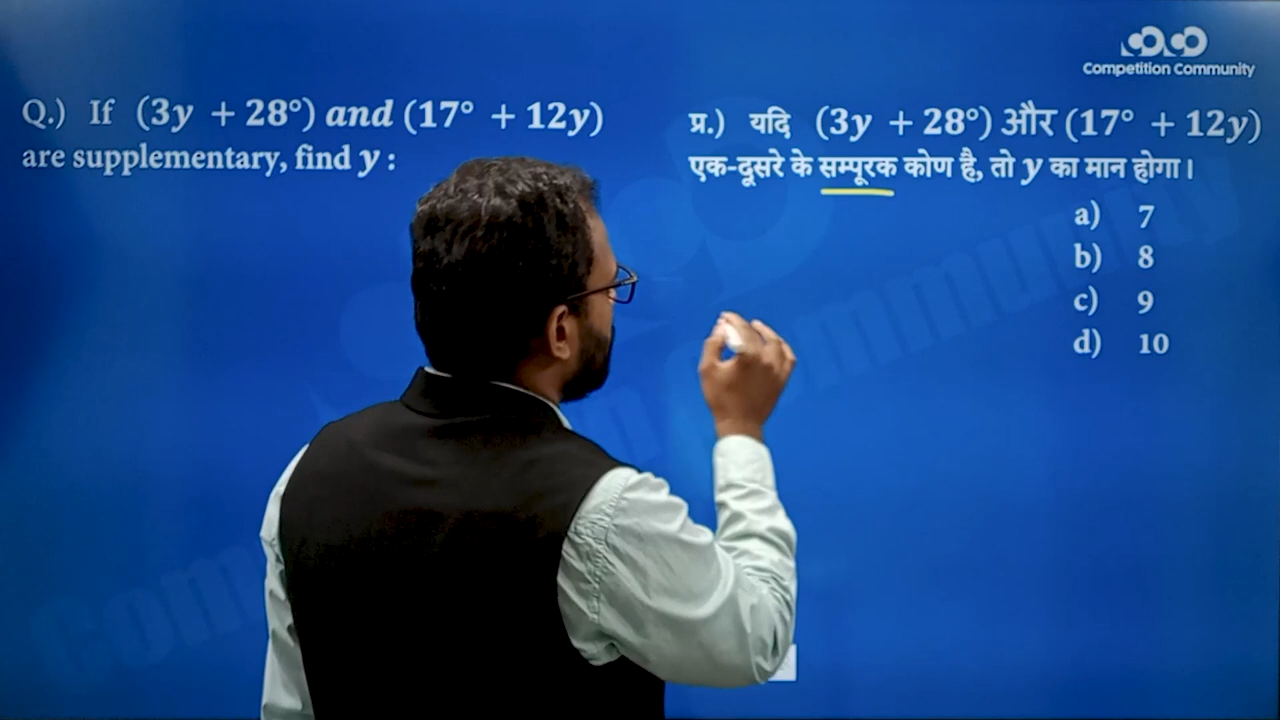 Competition Community
Q.) If (3y + 28°) and (17° + 12y)
are supplementary, find y :
प्र.) यदि (3y + 28°) और (17° + 12y)
एक-दूसरे के सम्पूरक कोण है, तो y का मान होगा।
a) 7
b) 8
c) 9
d) 10